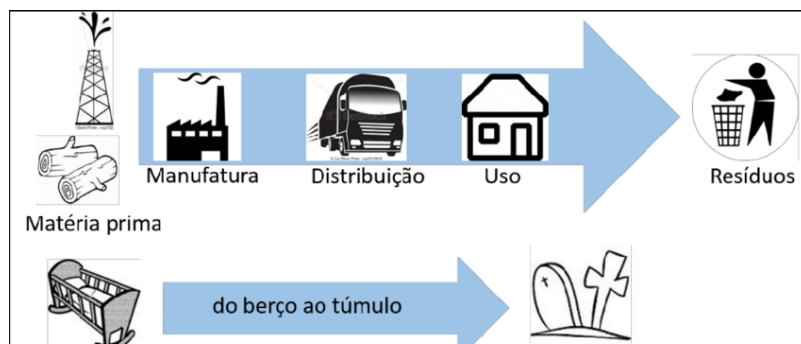 Manufatura
Distribuição
Uso
Resíduos
Matéria prima
do berço ao túmulo